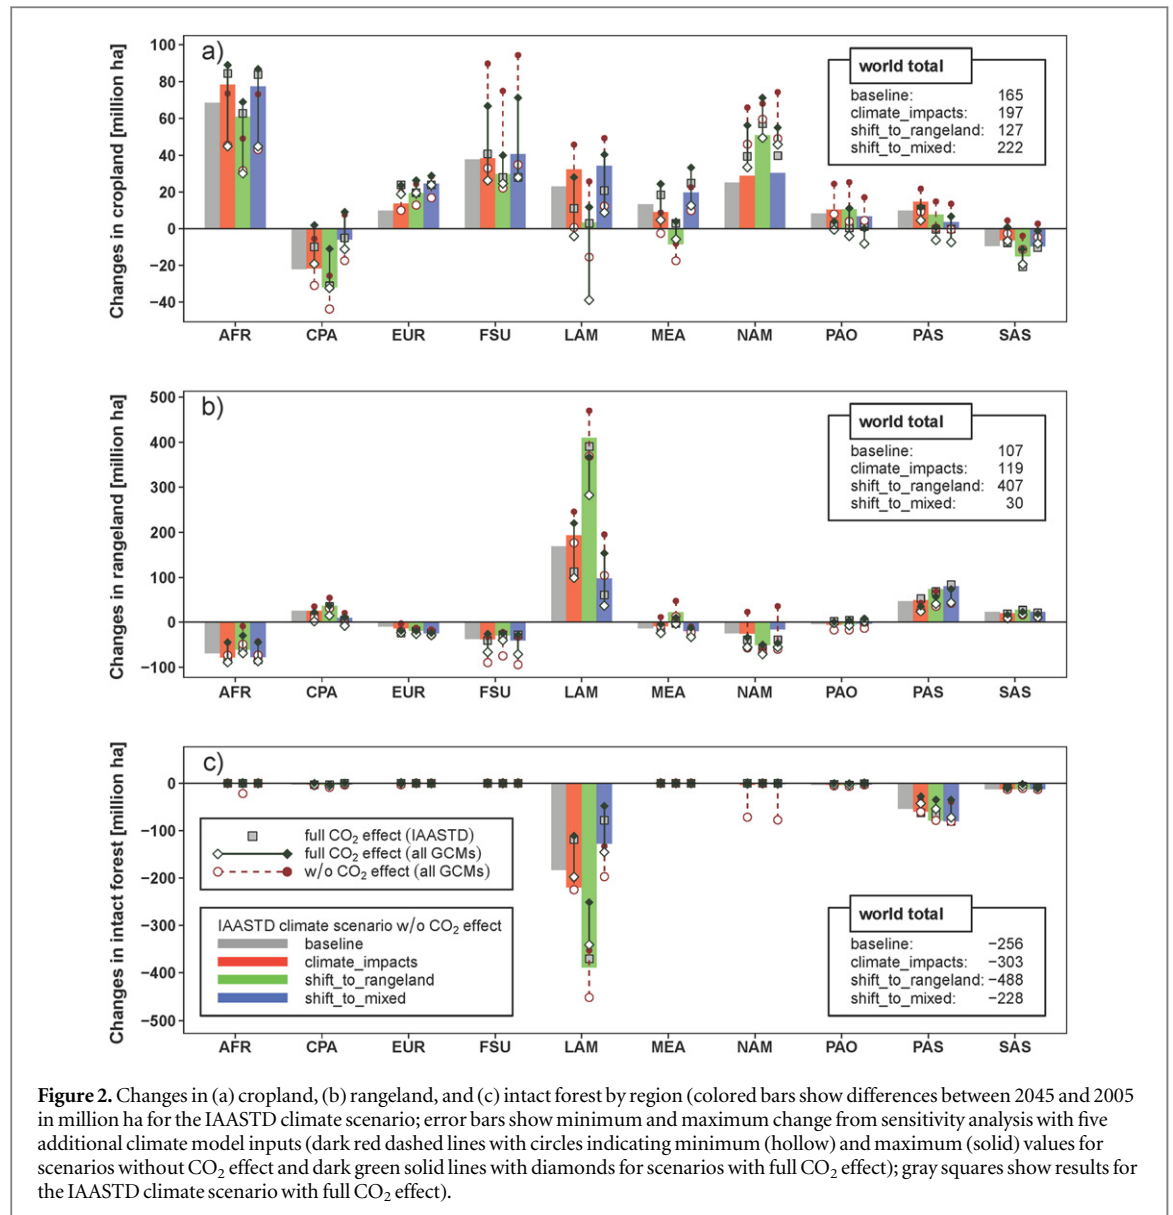 a)
Changes in cropland [million ha]
100
80
60
40
20
0
−20
−40
world total
baseline: 165
climate_impacts: 197
shift_to_rangeland: 127
shift_to_mixed: 222
AFR CPA EUR FSU LAM MEA NAM PAO PAS SAS
b)
Changes in rangeland [million ha]
500
400
300
200
100
0
−100
world total
baseline: 107
climate_impacts: 119
shift_to_rangeland: 407
shift_to_mixed: 30
AFR CPA EUR FSU LAM MEA NAM PAO PAS SAS
c)
Changes in intact forest [million ha]
0
−100
−200
−300
−400
−500
full CO2 effect (IAASTD)
full CO2 effect (all GCMs)
w/o CO2 effect (all GCMs)
IAASTD climate scenario w/o CO2 effect
baseline
climate_impacts
shift_to_rangeland
shift_to_mixed
world total
baseline: −256
climate_impacts: −303
shift_to_rangeland: −488
shift_to_mixed: −228
AFR CPA EUR FSU LAM MEA NAM PAO PAS SAS
Figure 2. Changes in (a) cropland, (b) rangeland, and (c) intact forest by region (colored bars show differences between 2045 and 2005
in million ha for the IAASTD climate scenario; error bars show minimum and maximum change from sensitivity analysis with five
additional climate model inputs (dark red dashed lines with circles indicating minimum (hollow) and maximum (solid) values for
scenarios without CO2 effect and dark green solid lines with diamonds for scenarios with full CO2 effect); gray squares show results for
the IAASTD climate scenario with full CO2 effect).